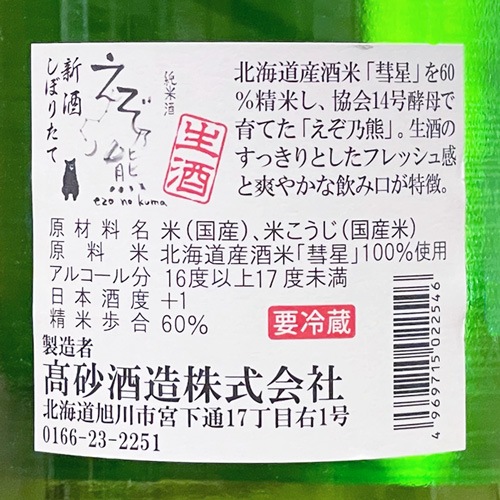 新酒
しぼりたて
えぞ乃熊
ezo no kuma
純米酒
生酒
北海道産酒米「彗星」を60
%精米し、協会14号酵母で
育てた「えぞ乃熊」。生酒の
すっきりとしたフレッシュ感
と爽やかな飲み口が特徴。
原材料名 米(国産)、米こうじ(国産米)
原料米 北海道産酒米「彗星」100%使用
アルコール分 16度以上17度未満
日本酒度 +1
精米歩合 60%
要冷蔵
製造者
髙砂酒造株式会社
北海道旭川市宮下通17丁目右1号
0166-23-2251
4969715022546